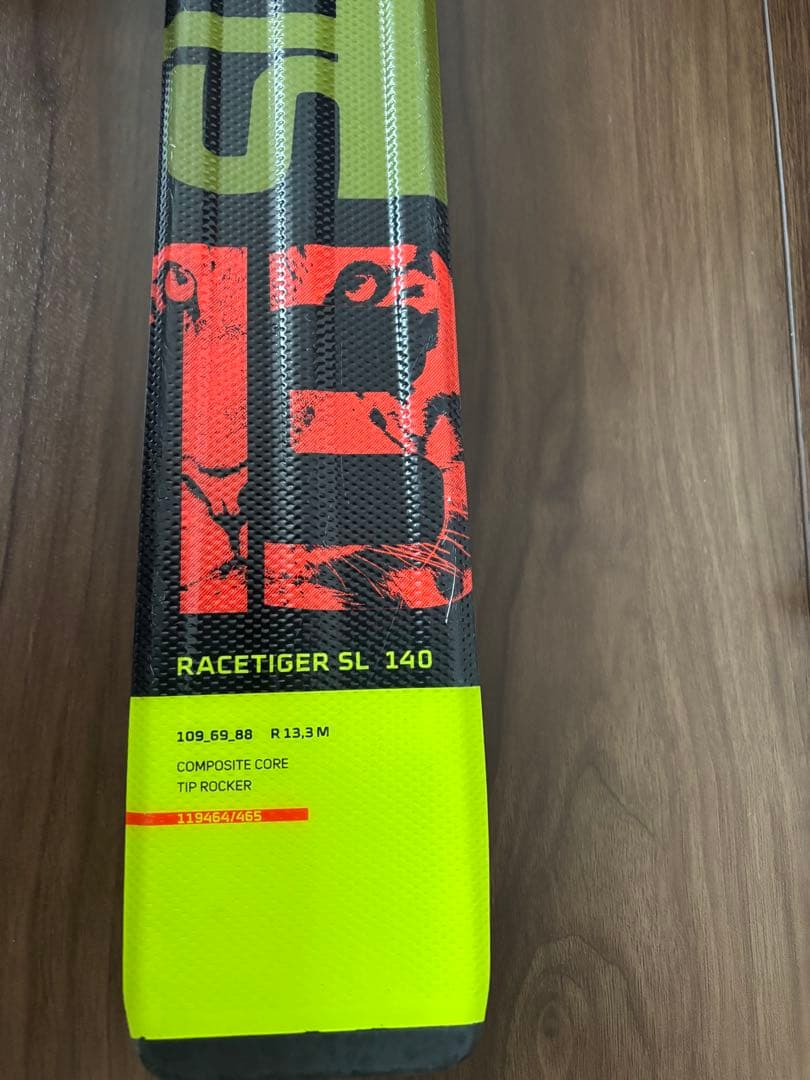 RACETIGER SL 140
109_69_88 R 13,3 M
COMPOSITE CORE
TIP ROCKER
119464/465